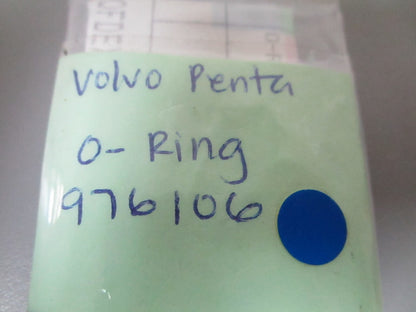 Volvo Penta
O- Ring
976106